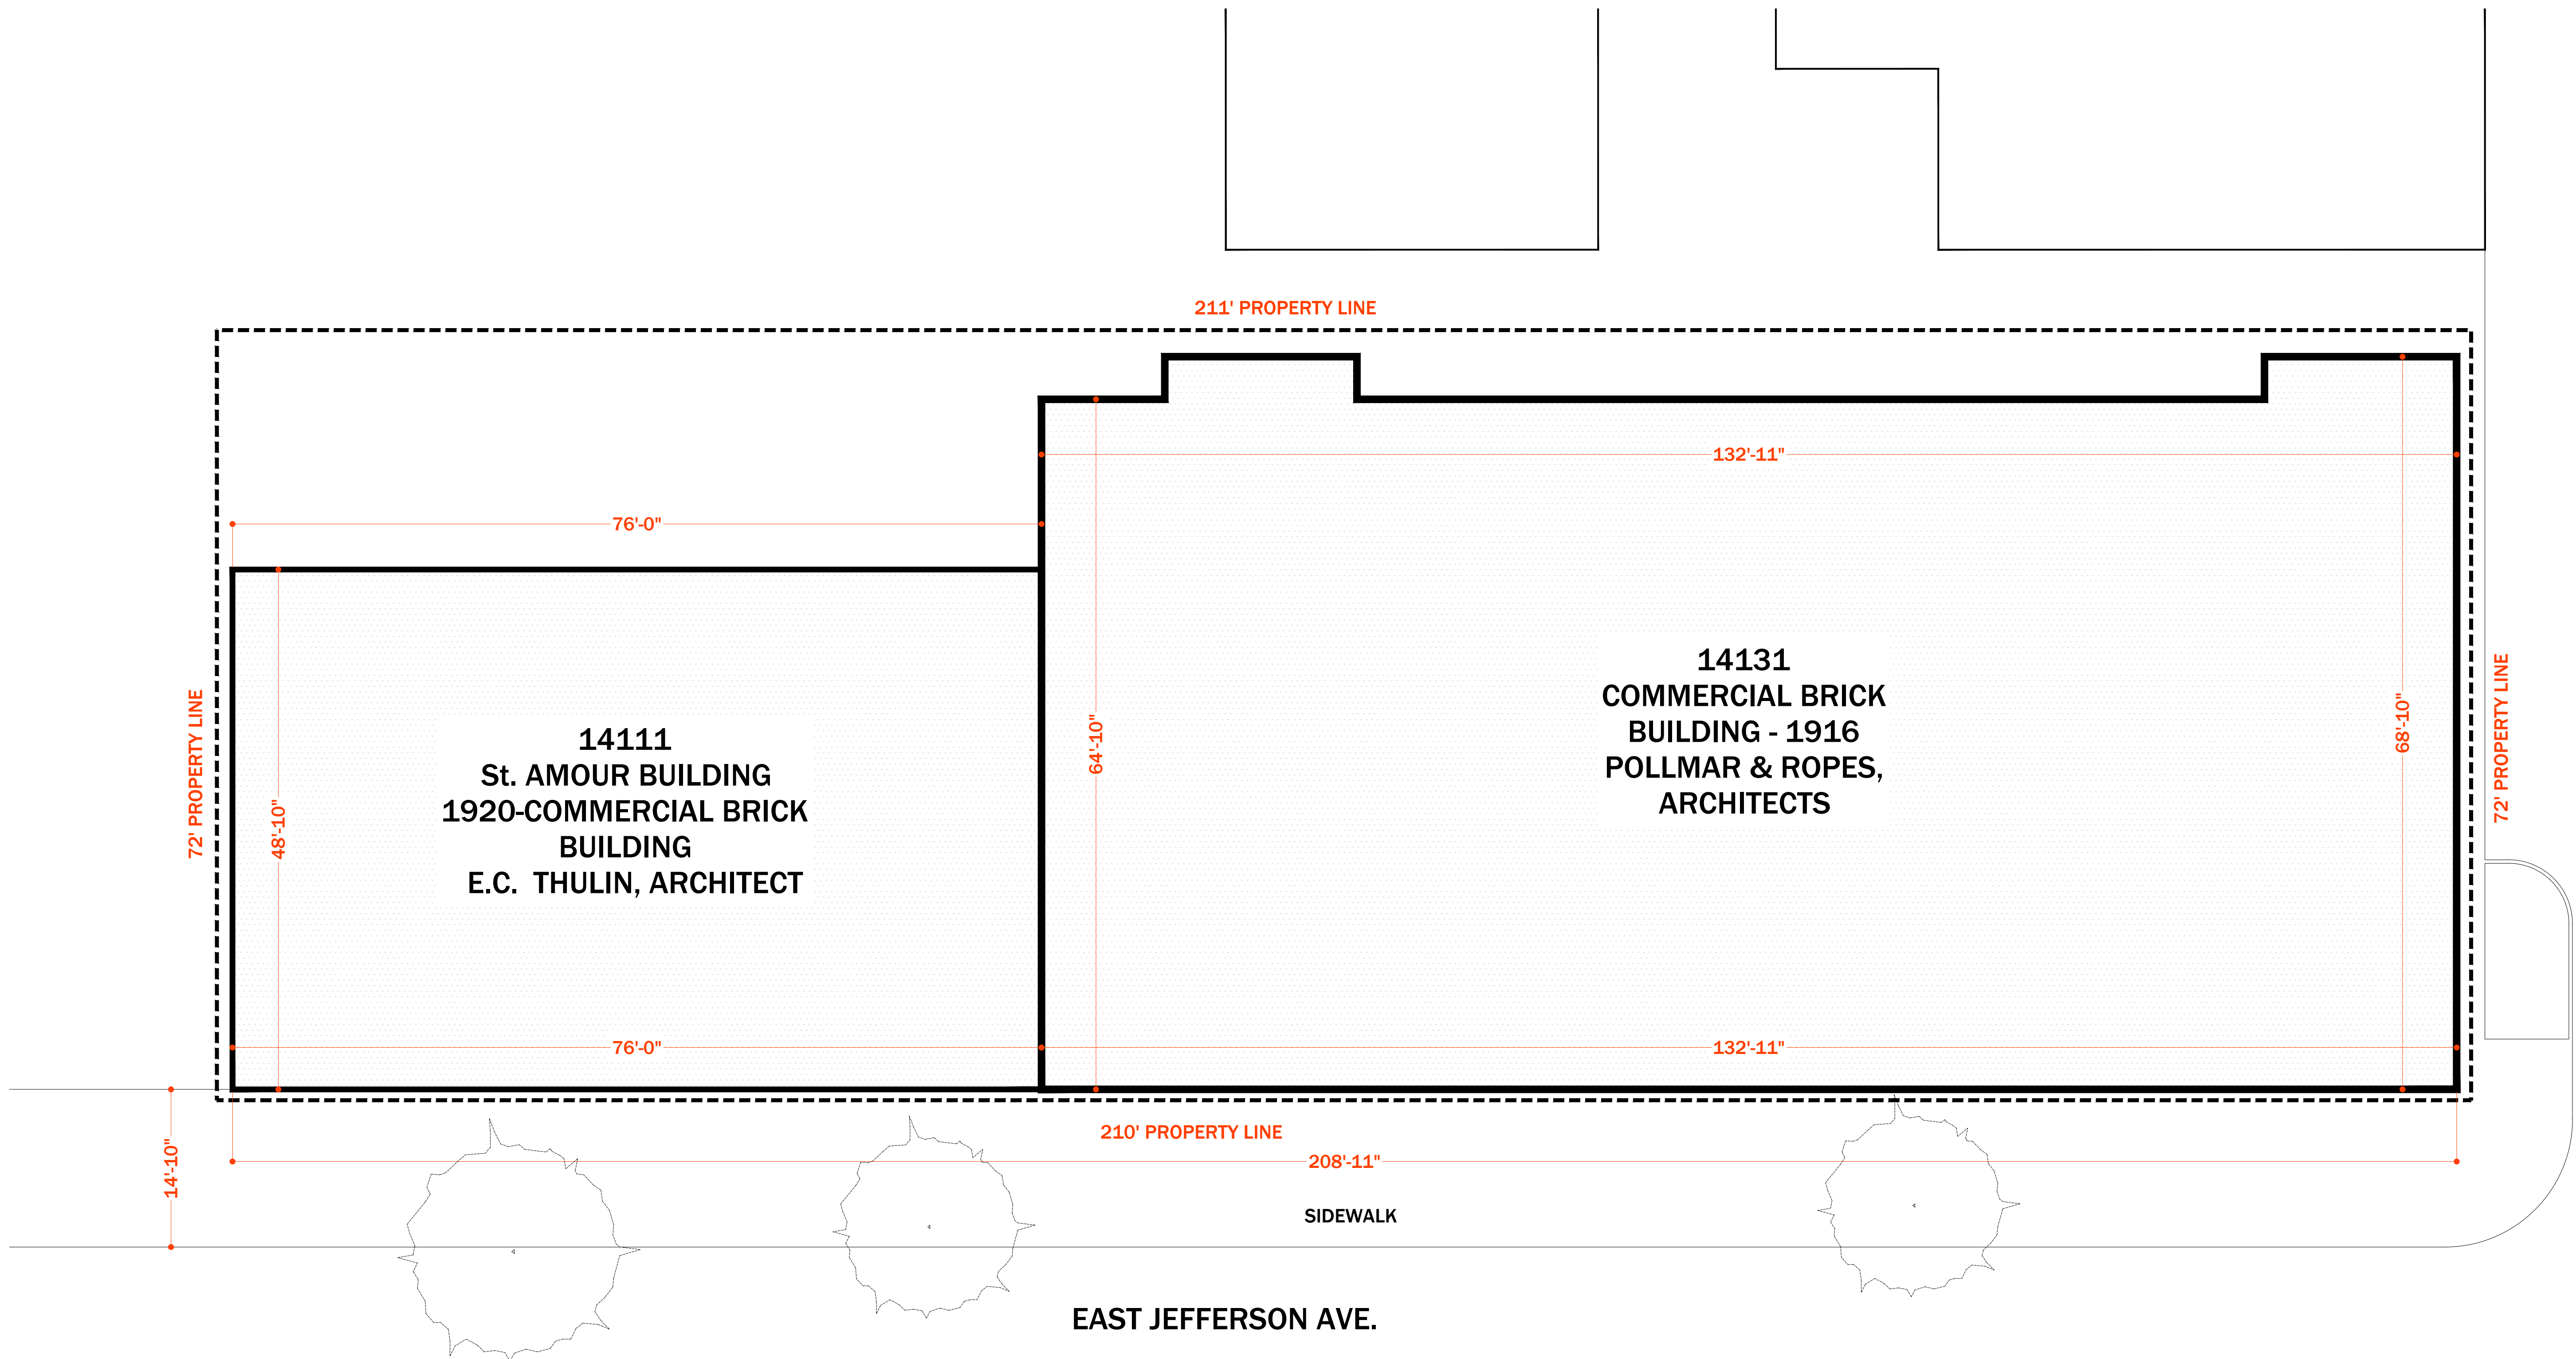 211' PROPERTY LINE
132'-11"
76'-0"
14131
COMMERCIAL BRICK
BUILDING - 1916
POLLMAR & ROPES,
ARCHITECTS
72' PROPERTY LINE
48'-10"
14111
St. AMOUR BUILDING
1920-COMMERCIAL BRICK
BUILDING
E.C. THULIN, ARCHITECT
64'-10"
68'-10"
72' PROPERTY LINE
76'-0"
132'-11"
210' PROPERTY LINE
208'-11"
14'-10"
SIDEWALK
EAST JEFFERSON AVE.